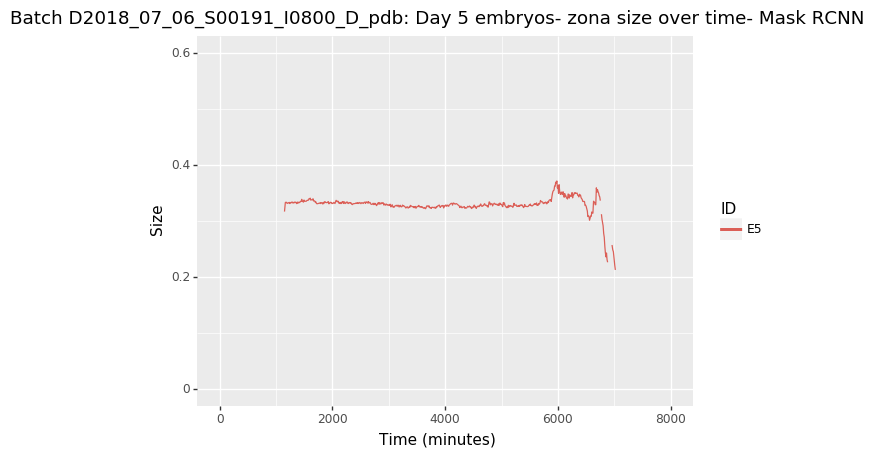 Batch D2018_07_06_S00191_I0800_D_pdb: Day 5 embryos- zona size over time- Mask RCNN
0.6
0.4
0.2
0
Size
0 2000 4000 6000 8000
Time (minutes)
ID
E5